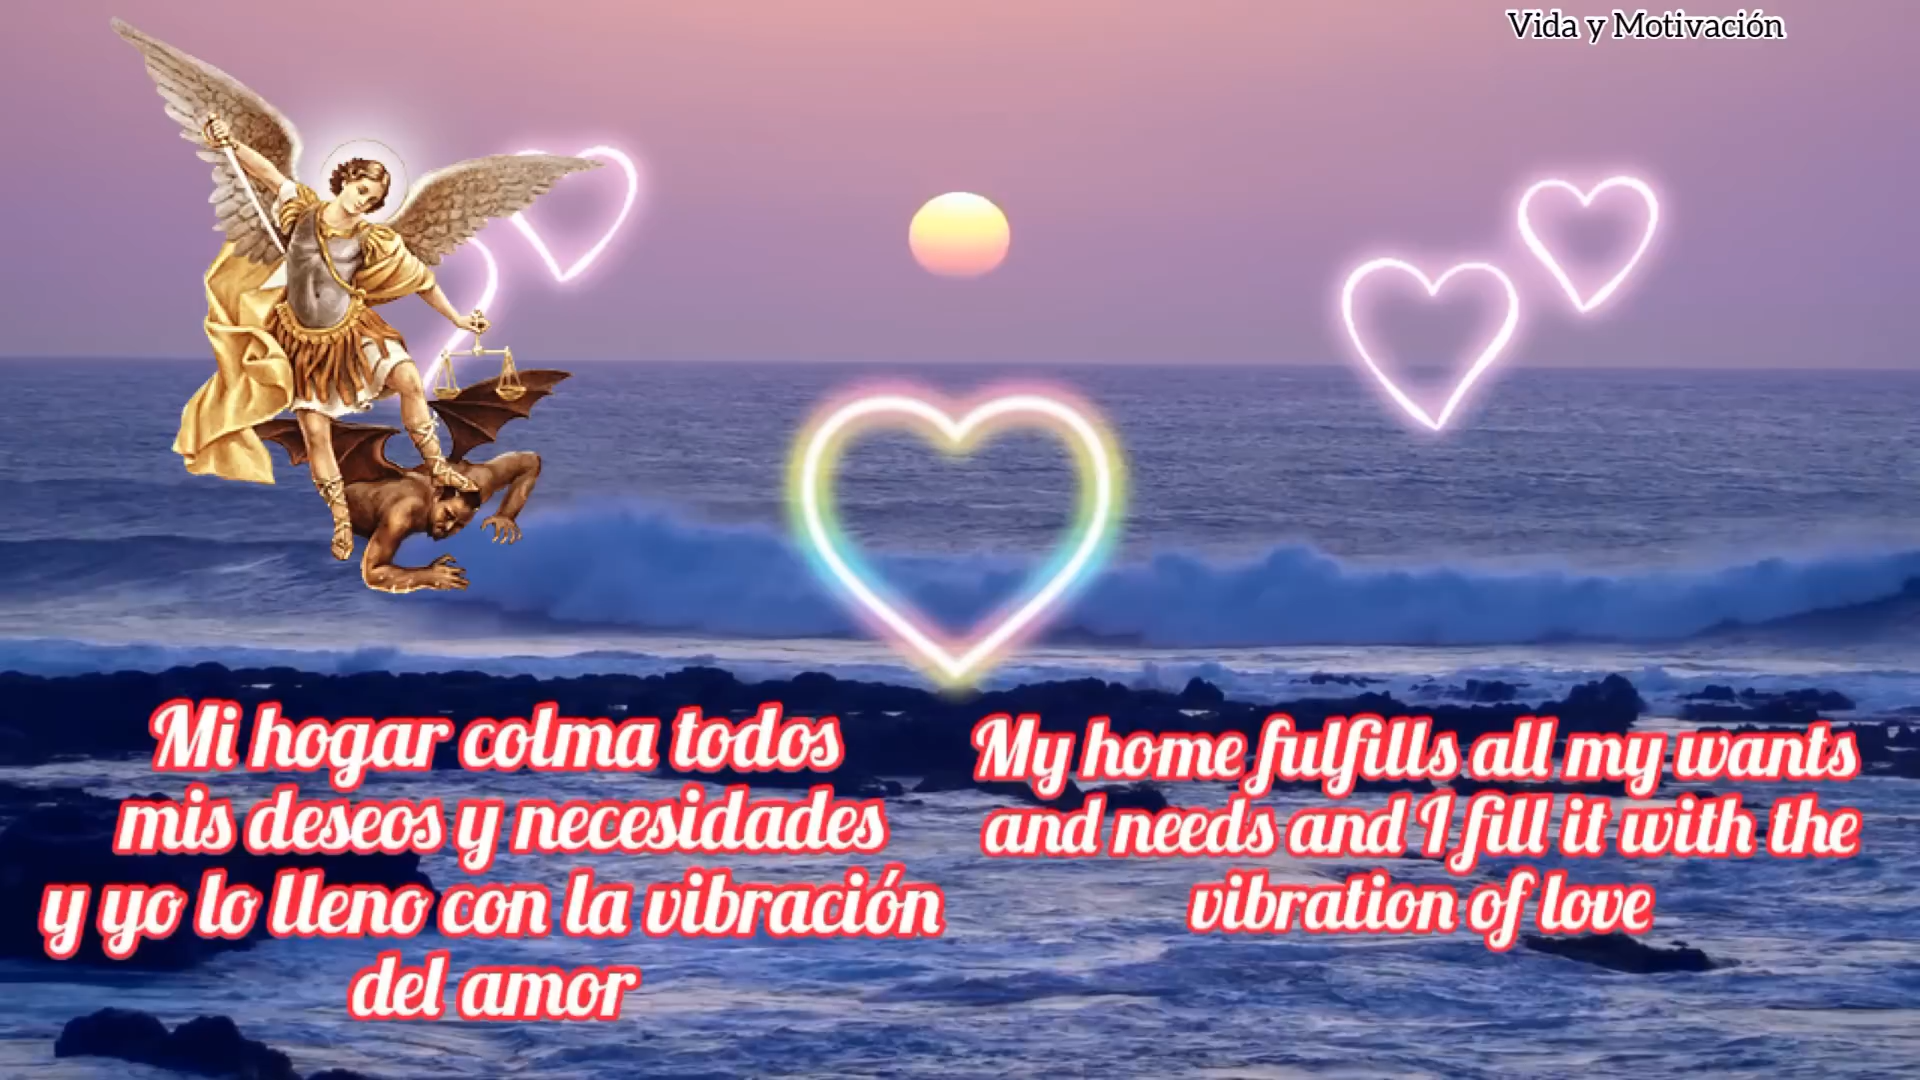 Vida y Motivación
Mi hogar colma todos
mis deseos y necesidades
y yo lo lleno con la vibración
del amor
My home fulfills all my wants
and needs and I fill it with the
vibration of love